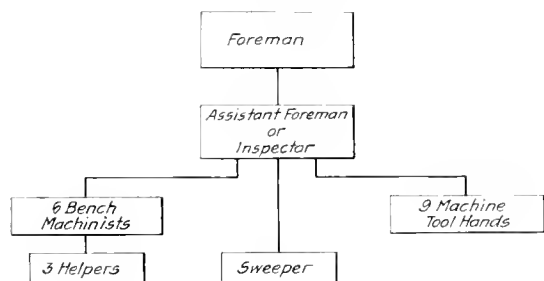 Foreman
Assistant Foreman
or
Inspector
6 Bench
Machinists
9 Machine
Tool Hands
3 Helpers
Sweeper